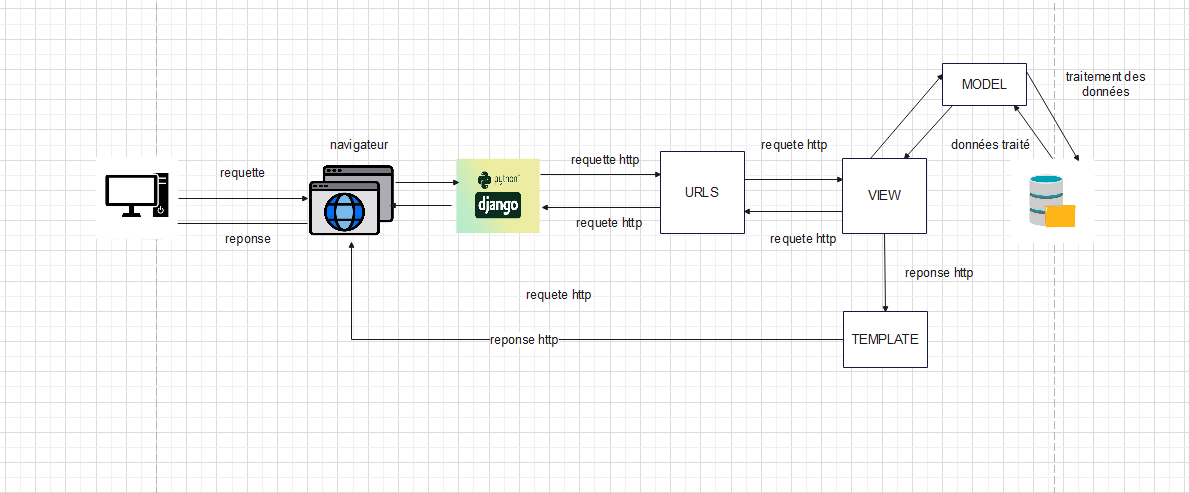 MODEL
traitement des
données
navigateur
requette
requette http
requete http
données traité
python
django
URLS
VIEW
reponse
requete http
requete http
reponse http
requete http
reponse http
TEMPLATE